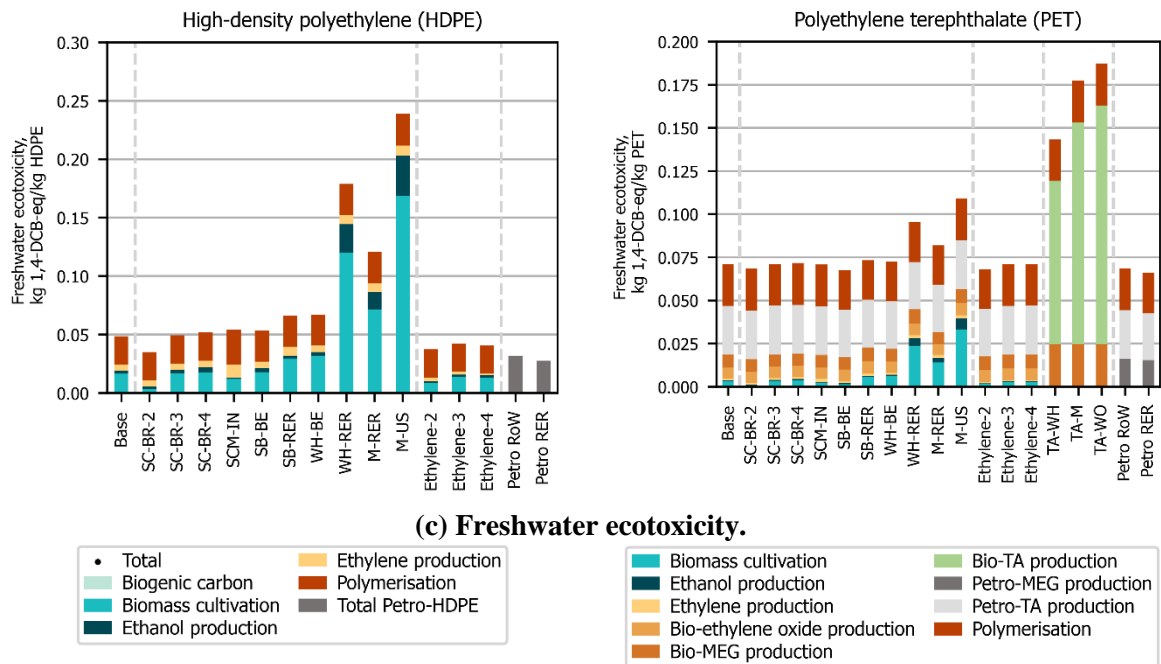 High-density polyethylene (HDPE)
Freshwater ecotoxicity,
kg 1,4-DCB-eq/kg HDPE
0.30
0.25
0.20
0.15
0.10
0.05
0.00
Base
SC-BR-2
SC-BR-3
SC-BR-4
SCM-IN
SB-BE
SB-RER
WH-BE
WH-RER
M-RER
M-US
Ethylene-2
Ethylene-3
Ethylene-4
Petro RoW
Petro RER
Polyethylene terephthalate (PET)
Freshwater ecotoxicity,
kg 1,4-DCB-eq/kg PET
0.200
0.175
0.150
0.125
0.100
0.075
0.050
0.025
0.000
Base
SC-BR-2
SC-BR-3
SC-BR-4
SCM-IN
SB-BE
SB-RER
WH-BE
WH-RER
M-RER
M-US
Ethylene-2
Ethylene-3
Ethylene-4
TA-WH
TA-M
TA-WO
Petro RoW
Petro RER
(c) Freshwater ecotoxicity.
Total
Biogenic carbon
Biomass cultivation
Ethanol production
Ethylene production
Polymerisation
Total Petro-HDPE
Biomass cultivation
Ethanol production
Ethylene production
Bio-ethylene oxide production
Bio-MEG production
Bio-TA production
Petro-MEG production
Petro-TA production
Polymerisation